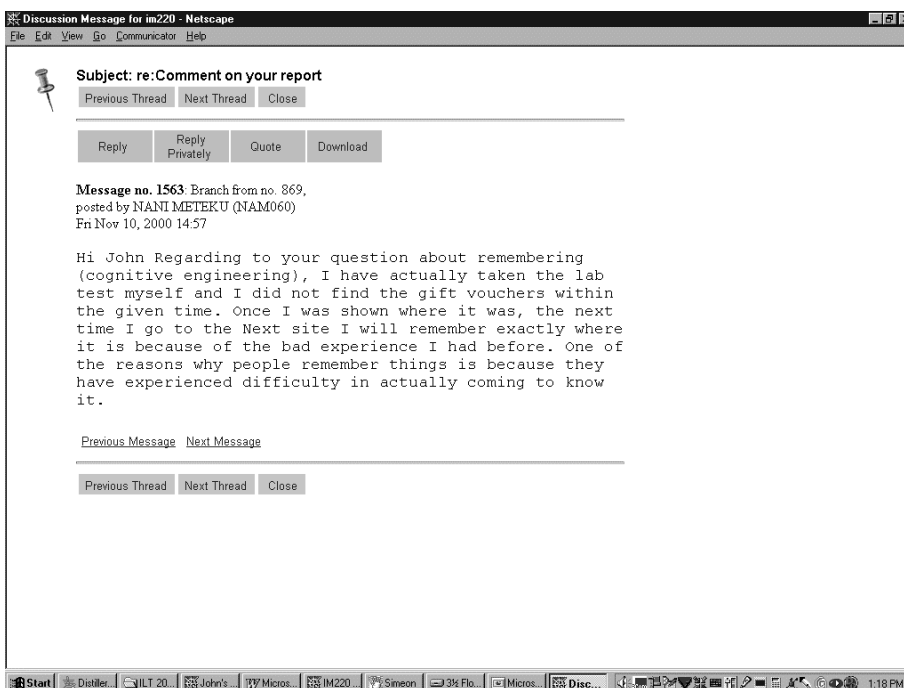 Discussion Message for im220 - Netscape
File Edit View Go Communicator Help
Subject: re:Comment on your report
Previous Thread Next Thread Close
Reply Reply Privately Quote Download
Message no. 1563: Branch from no. 869,
posted by NANI METEKU (NAM060)
Fri Nov 10, 2000 14:57
Hi John Regarding to your question about remembering
(cognitive engineering), I have actually taken the lab
test myself and I did not find the gift vouchers within
the given time. Once I was shown where it was, the next
time I go to the Next site I will remember exactly where
it is because of the bad experience I had before. One of
the reasons why people remember things is because they
have experienced difficulty in actually coming to know
it.
Previous Message Next Message
Previous Thread Next Thread Close
Start Distiller... ILT 20... John's ... Micros... IM220 ... Simeon 3½ Flo... Micros... Disc... 1:18 PM